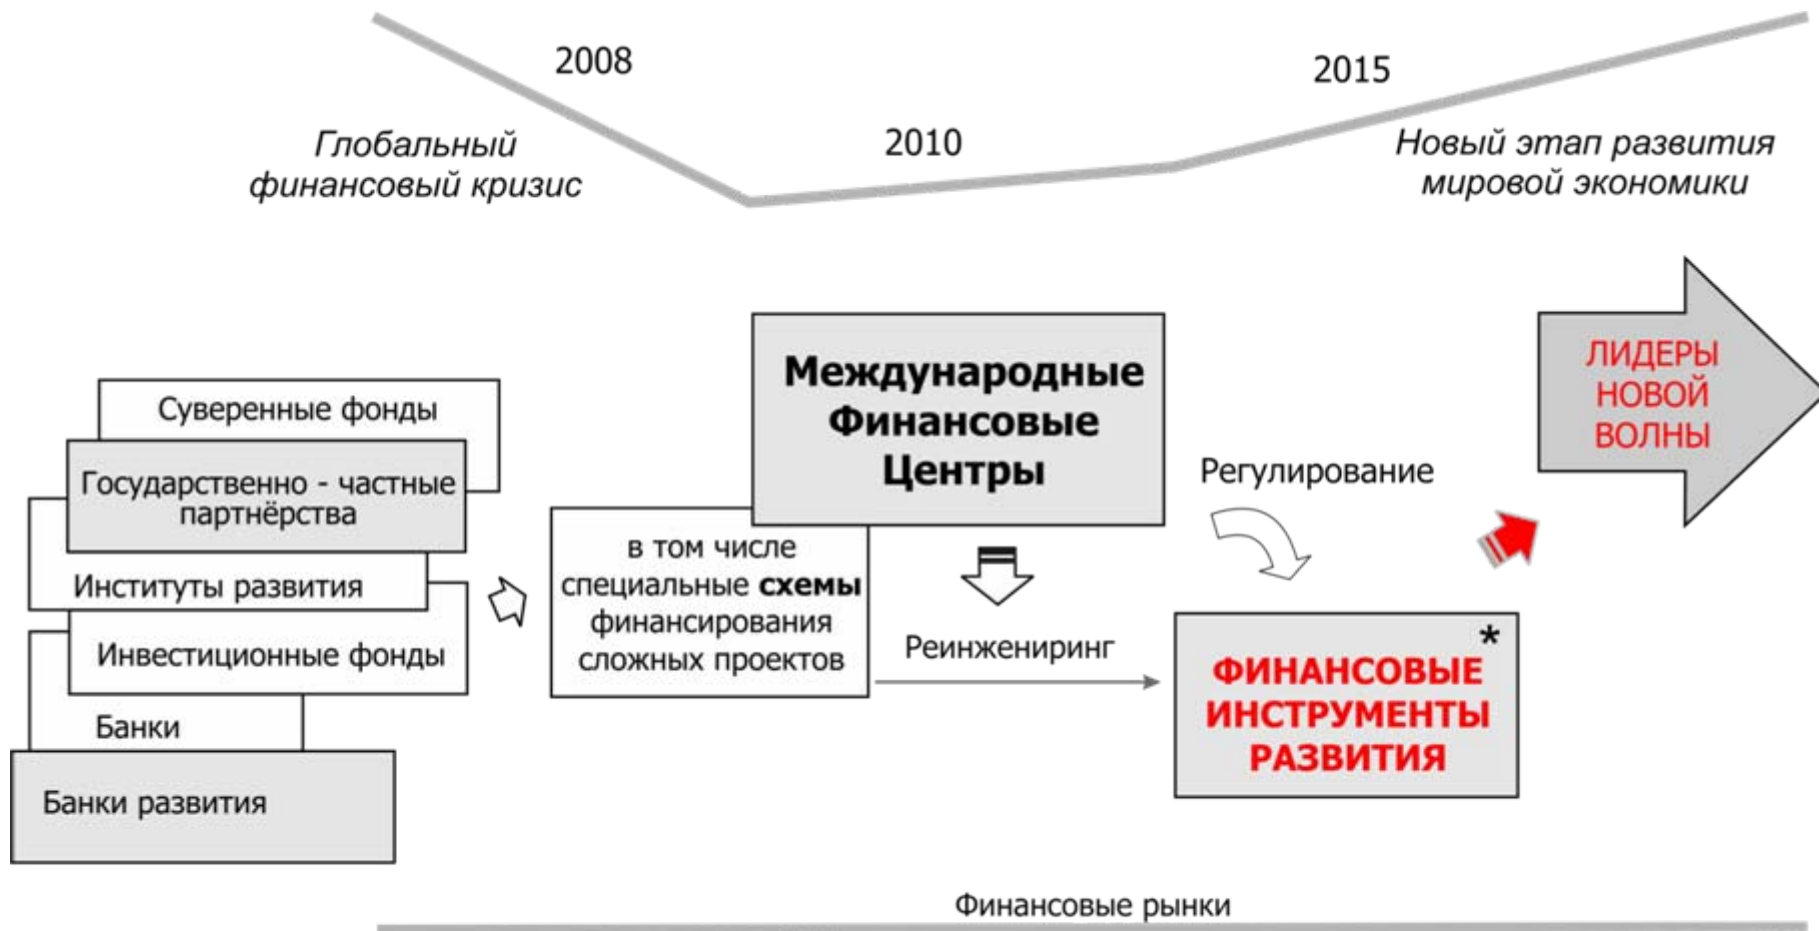 2008
2015
2010
Глобальный
финансовый кризис
Новый этап развития
мировой экономики
Суверенные фонды
Государственно - частные
партнёрства
Институты развития
Инвестиционные фонды
Банки
Банки развития
Международные
Финансовые
Центры
в том числе
специальные схемы
финансирования
сложных проектов
Реинжениринг
Регулирование
*
ФИНАНСОВЫЕ
ИНСТРУМЕНТЫ
РАЗВИТИЯ
ЛИДЕРЫ
НОВОЙ
ВОЛНЫ
Финансовые рынки